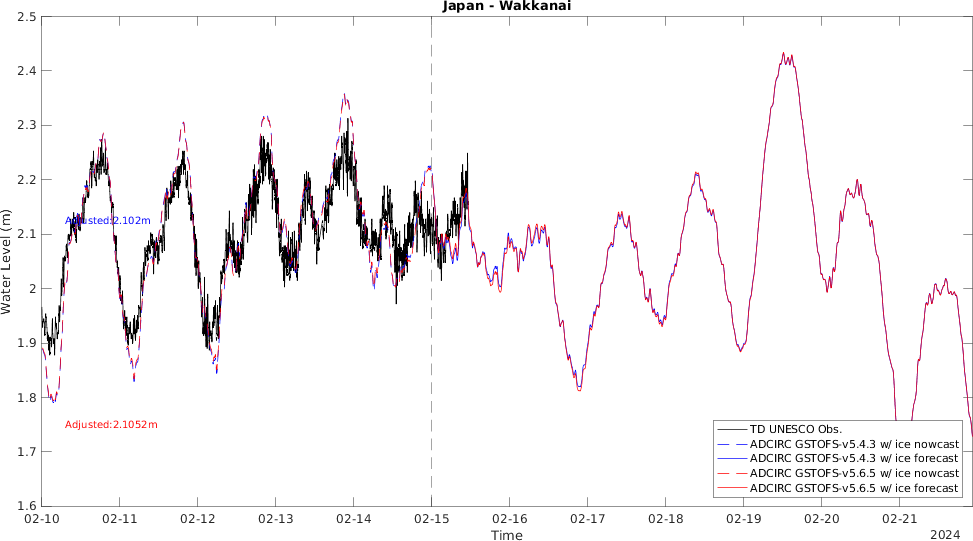 Japan - Wakkanai
Water Level (m)
2.5
2.4
2.3
2.2
2.1
2
1.9
1.8
1.7
1.6
Adjusted:2.102m
Adjusted:2.1052m
TD UNESCO Obs.
ADCIRC GSTOFS-v5.4.3 w/ ice nowcast
ADCIRC GSTOFS-v5.4.3 w/ ice forecast
ADCIRC GSTOFS-v5.6.5 w/ ice nowcast
ADCIRC GSTOFS-v5.6.5 w/ ice forecast
02-10 02-11 02-12 02-13 02-14 02-15 02-16 02-17 02-18 02-19 02-20 02-21
Time
2024